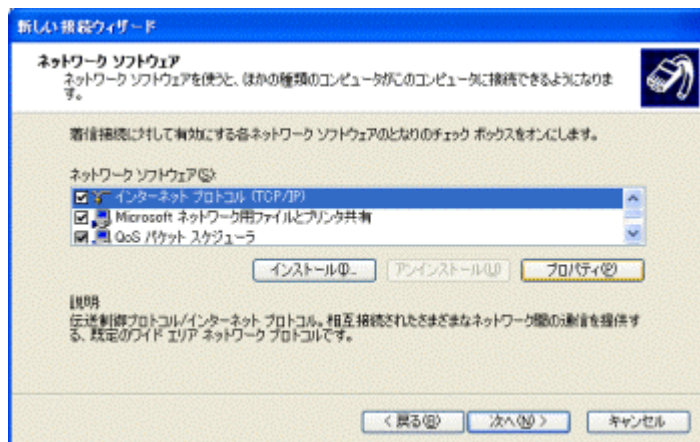 新しい接続ウィザード
ネットワーク ソフトウェア
ネットワーク ソフトウェアを使うと、ほかの種類のコンピュータがこのコンピュータに接続できるようになりま
す。
着信接続に対して有効にする各ネットワーク ソフトウェアのとなりのチェック ボックスをオンにします。
ネットワーク ソフトウェア(S):
インターネット プロトコル (TCP/IP)
Microsoft ネットワーク用ファイルとプリンタ共有
QoS パケット スケジューラ
インストール(I)... アンインストール(U) プロパティ(P)
説明
伝送制御プロトコル/インターネット プロトコル。相互接続されたさまざまなネットワーク間の通信を提供す
る、既定のワイド エリア ネットワーク プロトコルです。
< 戻る(B) 次へ(N) > キャンセル